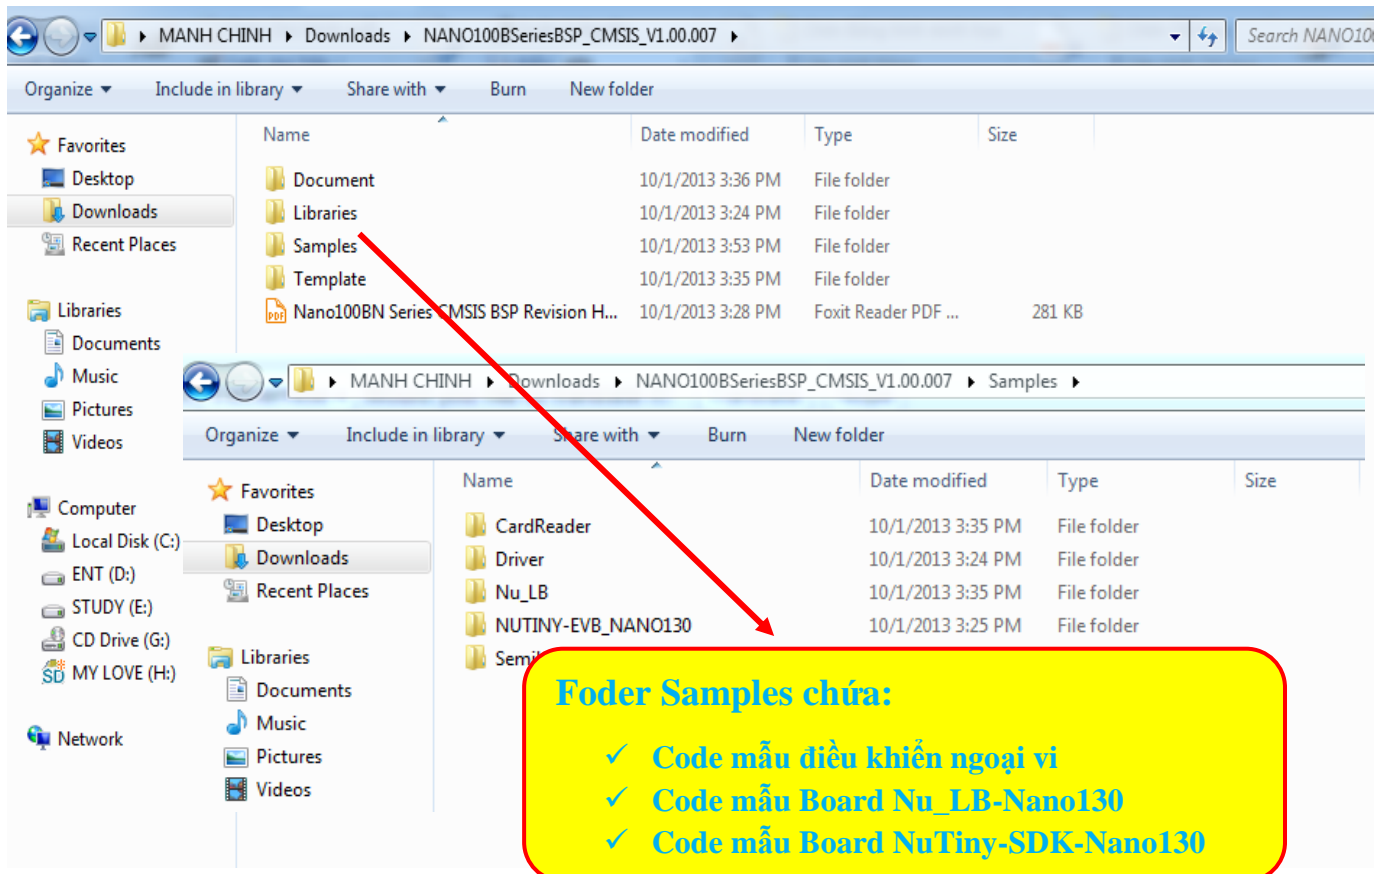 MANH CHINH Downloads NANO100BSeriesBSP_CMSIS_V1.00.007
Search NANO10
Organize Include in library Share with Burn New folder
Name Date modified Type Size
Favorites
Desktop
Downloads
Recent Places
Libraries
Documents
Music
Pictures
Videos
Computer
Local Disk (C:)
ENT (D:)
STUDY (E:)
CD Drive (G:)
MY LOVE (H:)
Network
Document 10/1/2013 3:36 PM File folder
Libraries 10/1/2013 3:24 PM File folder
Samples 10/1/2013 3:53 PM File folder
Template 10/1/2013 3:35 PM File folder
Nano100BN Series CMSIS BSP Revision H... 10/1/2013 3:28 PM Foxit Reader PDF ... 281 KB
MANH CHINH Downloads NANO100BSeriesBSP_CMSIS_V1.00.007 Samples
Organize Include in library Share with Burn New folder
Name Date modified Type Size
Favorites
Desktop
Downloads
Recent Places
Libraries
Documents
Music
Pictures
Videos
CardReader 10/1/2013 3:35 PM File folder
Driver 10/1/2013 3:24 PM File folder
Nu_LB 10/1/2013 3:35 PM File folder
NUTINY-EVB_NANO130 10/1/2013 3:25 PM File folder
Foder Samples chứa:
✓ Code mẫu điều khiển ngoại vi
✓ Code mẫu Board Nu_LB-Nano130
✓ Code mẫu Board NuTiny-SDK-Nano130